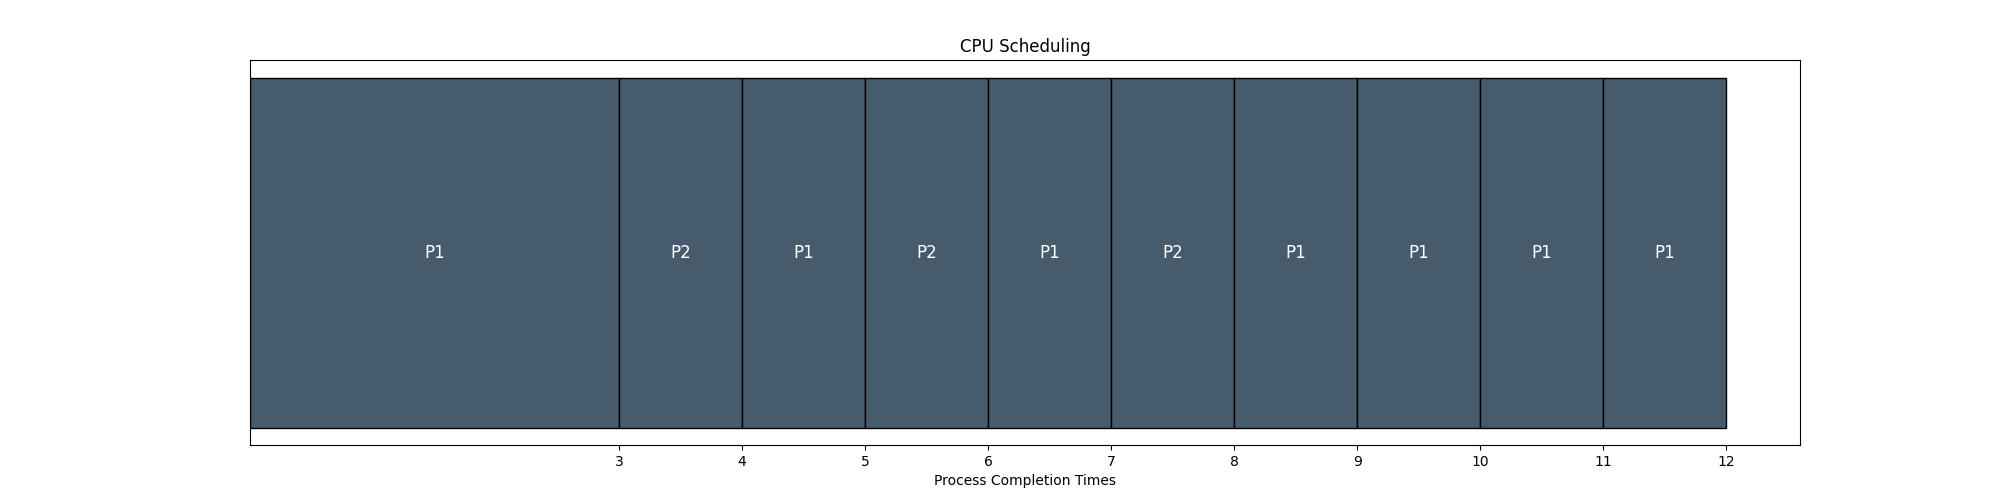 CPU Scheduling
P1 P2 P1 P2 P1 P2 P1 P1 P1 P1
3 4 5 6 7 8 9 10 11 12
Process Completion Times